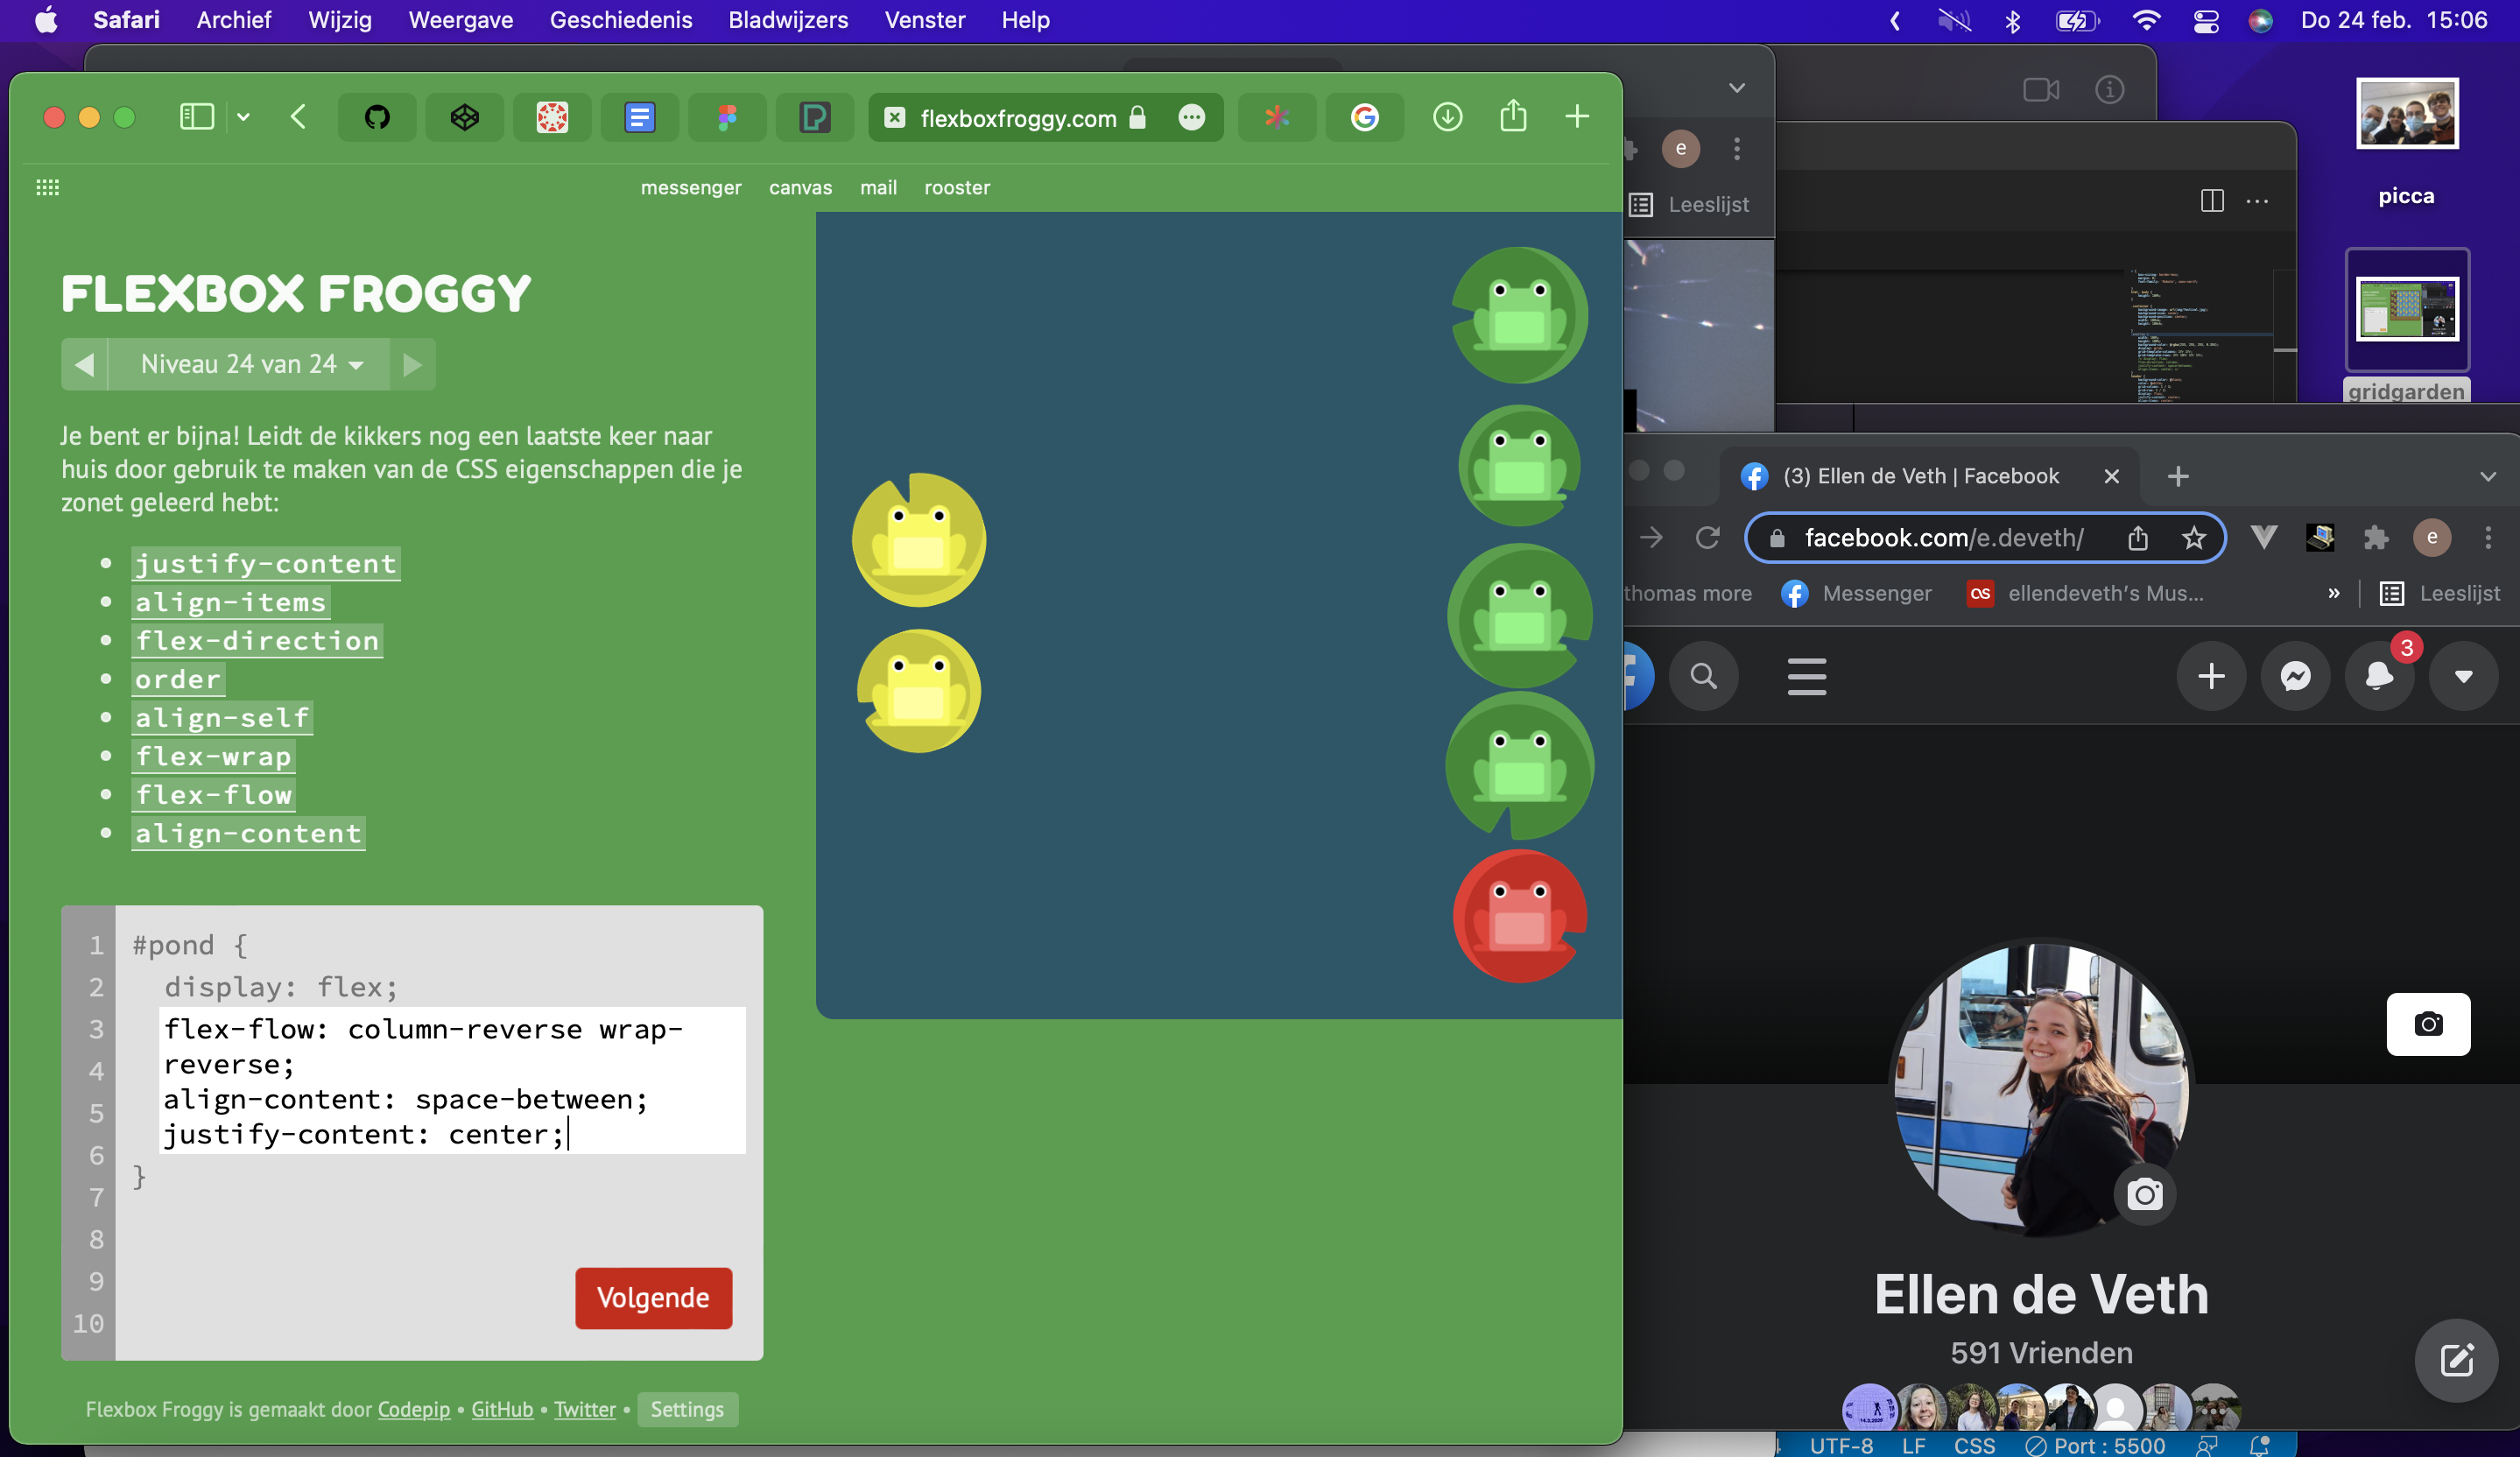 Safari Archief Wijzig Weergave Geschiedenis Bladwijzers Venster Help
Do 24 feb. 15:06
flexboxfroggy.com
messenger canvas mail rooster
FLEXBOX FROGGY
Niveau 24 van 24
Je bent er bijna! Leidt de kikkers nog een laatste keer naar
huis door gebruik te maken van de CSS eigenschappen die je
zonet geleerd hebt:
justify-content
align-items
flex-direction
order
align-self
flex-wrap
flex-flow
align-content
1
2
3
4
5
6
7
8
9
10
#pond {
display: flex;
flex-flow: column-reverse wrap-
reverse;
align-content: space-between;
justify-content: center;
}
Volgende
Flexbox Froggy is gemaakt door Codepip • GitHub • Twitter • Settings
e
Leeslijst
picca
gridgarden
(3) Ellen de Veth | Facebook
facebook.com/e.deveth/
e
thomas more Messenger ellendeveth's Mus... » Leeslijst
3
Ellen de Veth
591 Vrienden
UTF-8 LF CSS Port : 5500